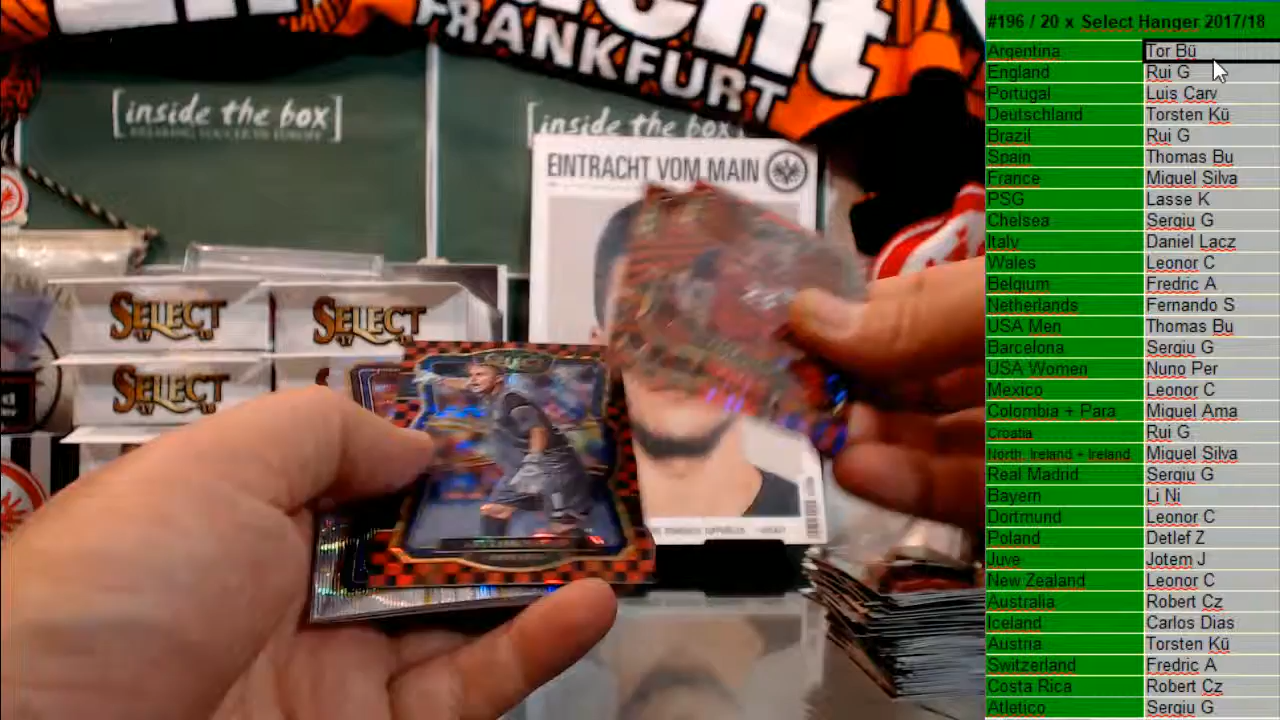 FRANKFURT
[inside the box]
BREAKING SOCCER IN EUROPE
[inside the box
EINTRACHT VOM MAIN
SELECT
SELECT
SELECT
SELECT
#196 / 20 x Select Hanger 2017/18
Argentina Tor Bü
England Rui G
Portugal Luis Carv
Deutschland Torsten Kü
Brazil Rui G
Spain Thomas Bu
France Miguel Silva
PSG Lasse K
Chelsea Sergiu G
Italy Daniel Lacz
Wales Leonor C
Belgium Fredric A
Netherlands Fernando S
USA Men Thomas Bu
Barcelona Sergiu G
USA Women Nuno Per
Mexico Leonor C
Colombia + Para Miguel Ama
Croatia Rui G
North. Ireland + Ireland Miguel Silva
Real Madrid Sergiu G
Bayern Li Ni
Dortmund Leonor C
Poland Detlef Z
Juve Jotem J
New Zealand Leonor C
Australia Robert Cz
Iceland Carlos Dias
Austria Torsten Kü
Switzerland Fredric A
Costa Rica Robert Cz
Atletico Sergiu G